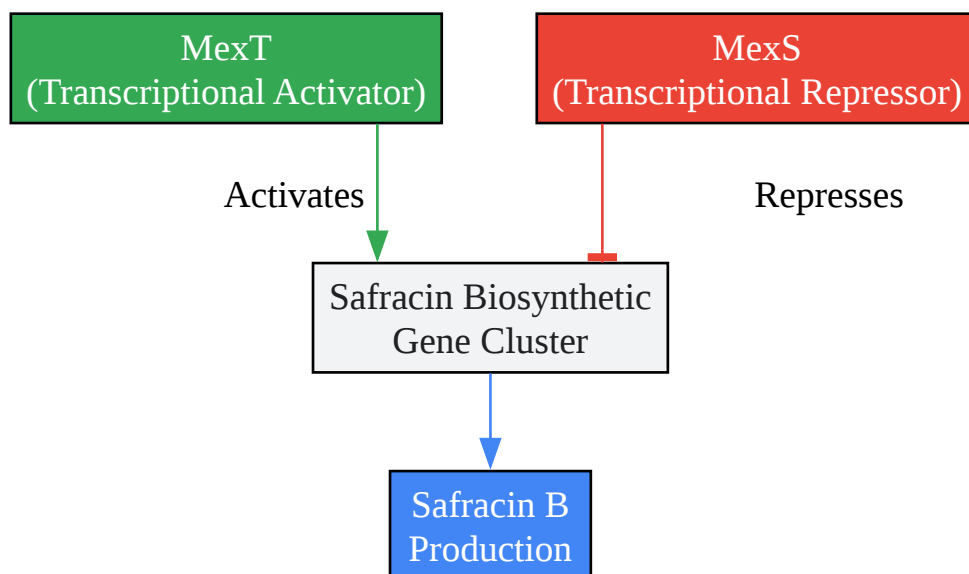 MexT
(Transcriptional Activator)
MexS
(Transcriptional Repressor)
Activates
Represses
Safracin Biosynthetic
Gene Cluster
Safracin B
Production